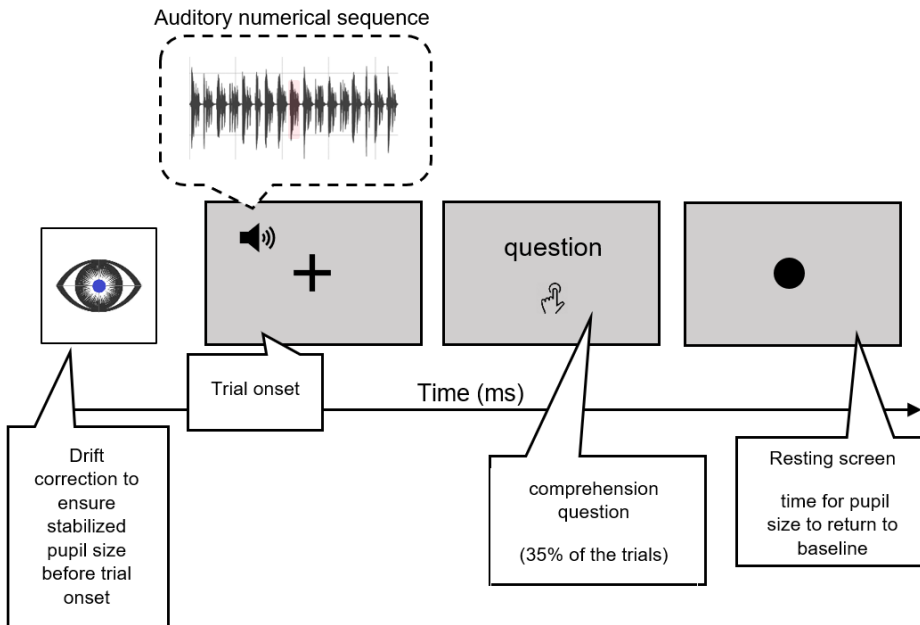 Auditory numerical sequence
question
Trial onset
Time (ms)
Drift
correction to
ensure
stabilized
pupil size
before trial
onset
comprehension
question
(35% of the trials)
Resting screen
time for pupil
size to return to
baseline